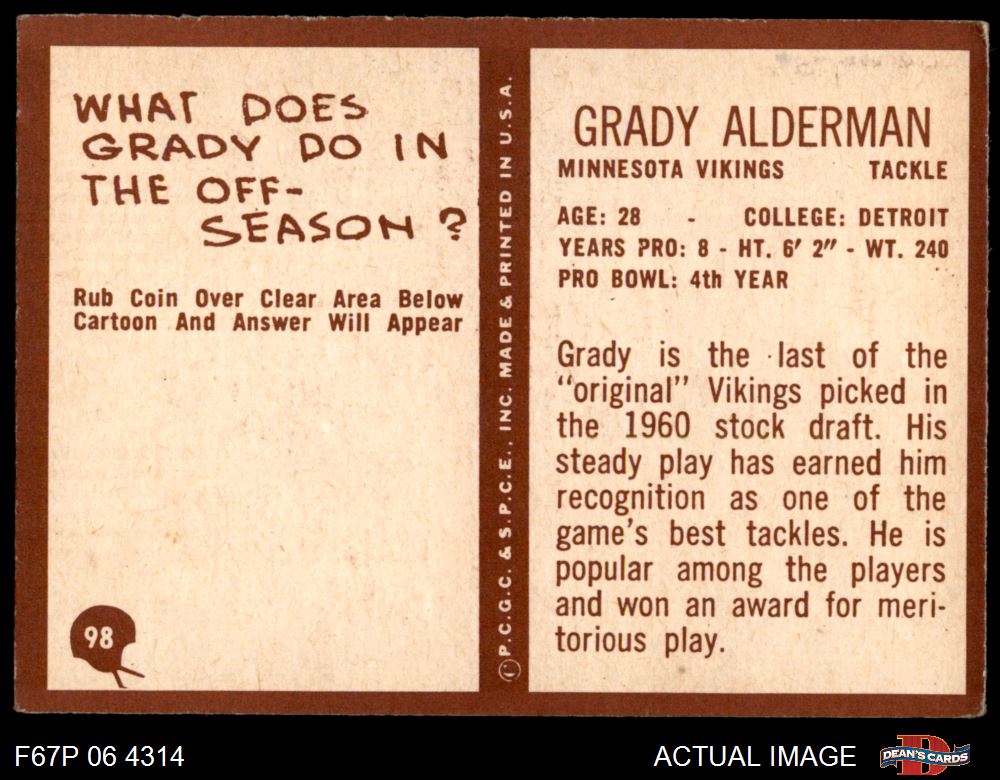 WHAT DOES
GRADY DO IN
THE OFF-
SEASON?
Rub Coin Over Clear Area Below
Cartoon And Answer Will Appear
98
P.C.G.C. & S.P.C.E., INC. MADE & PRINTED IN U.S.A.
GRADY ALDERMAN
MINNESOTA VIKINGS TACKLE
AGE: 28 - COLLEGE: DETROIT
YEARS PRO: 8 - HT. 6′ 2″ - WT. 240
PRO BOWL: 4th YEAR
Grady is the last of the
“original” Vikings picked in
the 1960 stock draft. His
steady play has earned him
recognition as one of the
game's best tackles. He is
popular among the players
and won an award for meri-
torious play.
F67P 06 4314
ACTUAL IMAGE
DEAN'S CARDS